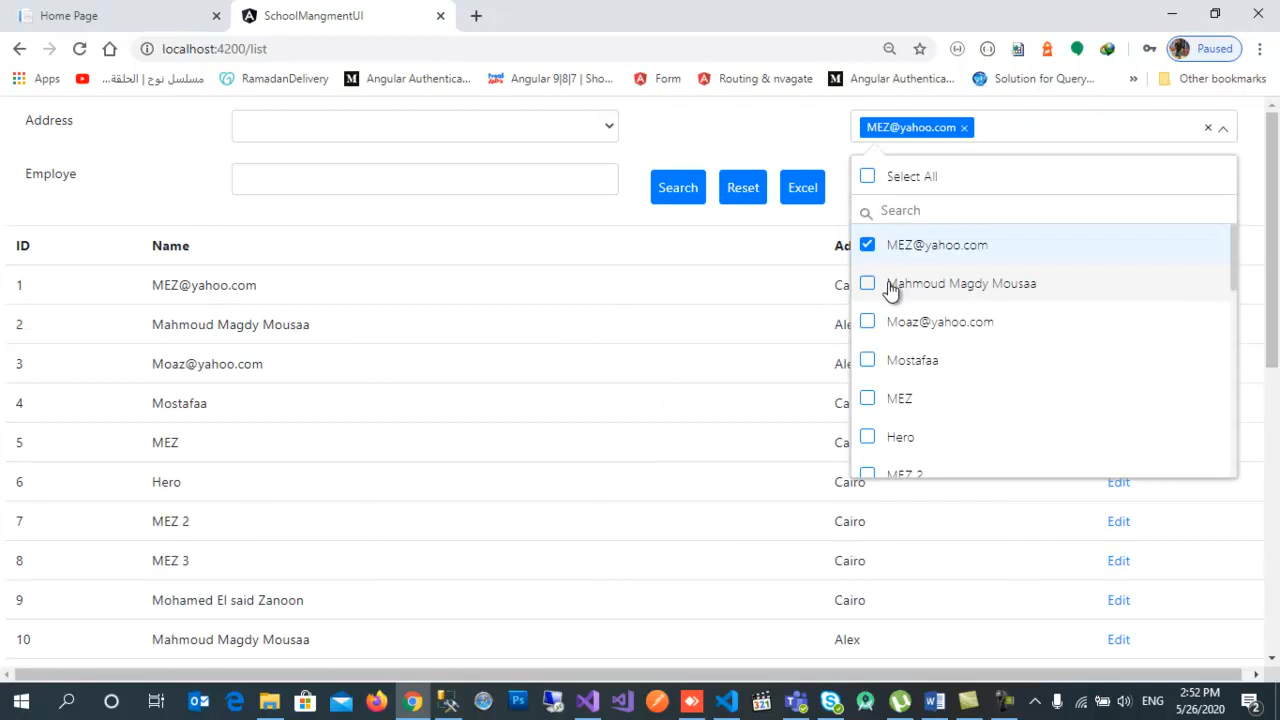 Home Page
SchoolMangmentUI
localhost:4200/list
Paused
Apps
مسلسل نوح | الحلقة...
RamadanDelivery
Angular Authentica...
Angular 9|8|7 | Sho...
Form
Routing & nvagate
Angular Authentica...
Solution for Query...
»
Other bookmarks
Address
MEZ@yahoo.com ×
×
Employe
Search
Reset
Excel
Select All
Search
MEZ@yahoo.com
Mahmoud Magdy Mousaa
Moaz@yahoo.com
Mostafaa
MEZ
Hero
MEZ 2
ID Name Ad
1 MEZ@yahoo.com Ca
2 Mahmoud Magdy Mousaa Ale
3 Moaz@yahoo.com Ale
4 Mostafaa Ca
5 MEZ Ca
6 Hero Cairo Edit
7 MEZ 2 Cairo Edit
8 MEZ 3 Cairo Edit
9 Mohamed El said Zanoon Cairo Edit
10 Mahmoud Magdy Mousaa Alex Edit
Ps
321
ENG
2:52 PM
5/26/2020
2